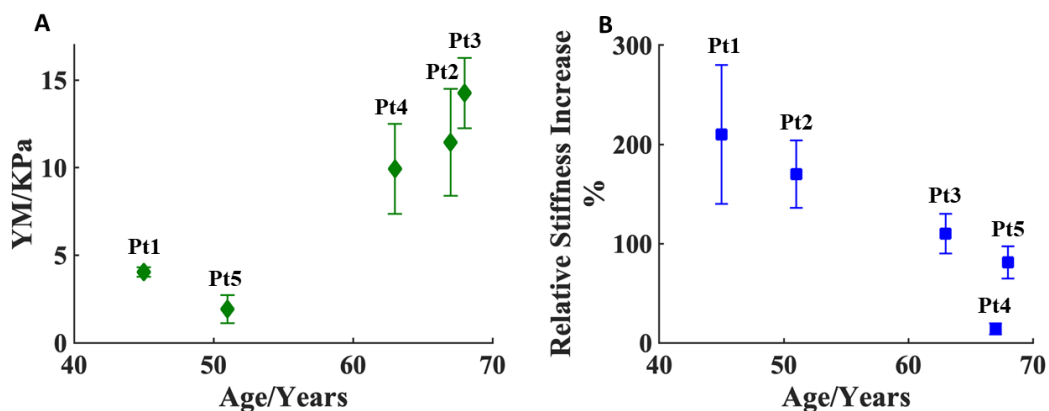 A
Pt3
Pt2
Pt4
Pt1
Pt5
15
10
5
0
40
50
60
70
YM/KPa
Age/Years
B
Pt1
Pt2
Pt3
Pt5
Pt4
300
200
100
0
40
50
60
70
Relative Stiffness Increase
%
Age/Years